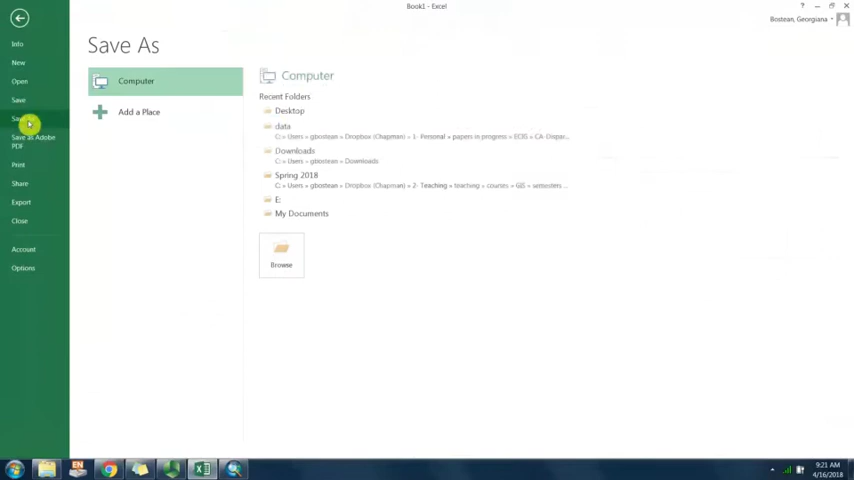 Book1 - Excel
Bostean, Georgiana
Info
New
Open
Save
Save as Adobe
PDF
Print
Share
Export
Close
Account
Options
Save As
Computer
Add a Place
Computer
Recent Folders
Desktop
data
C: » Users » gbostean » Dropbox (Chapman) » 1- Personal » papers in progress » ECIG » CA- Dispar...
Downloads
C: » Users » gbostean » Downloads
Spring 2018
C: » Users » gbostean » Dropbox (Chapman) » 2- Teaching » teaching » courses » GIS » semesters ...
E:
My Documents
Browse
EN
9:21 AM
4/16/2018